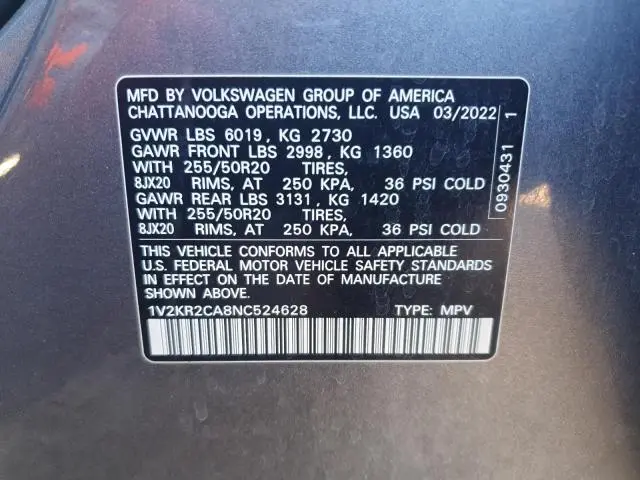 MFD BY VOLKSWAGEN GROUP OF AMERICA
CHATTANOOGA OPERATIONS, LLC. USA 03/2022
GVWR LBS 6019, KG 2730
GAWR FRONT LBS 2998, KG 1360
WITH 255/50R20 TIRES,
8JX20 RIMS, AT 250 KPA, 36 PSI COLD
GAWR REAR LBS 3131, KG 1420
WITH 255/50R20 TIRES,
8JX20 RIMS, AT 250 KPA, 36 PSI COLD
0930431 1
THIS VEHICLE CONFORMS TO ALL APPLICABLE
U.S. FEDERAL MOTOR VEHICLE SAFETY STANDARDS
IN EFFECT ON THE DATE OF MANUFACTURE
SHOWN ABOVE.
1V2KR2CA8NC524628 TYPE: MPV